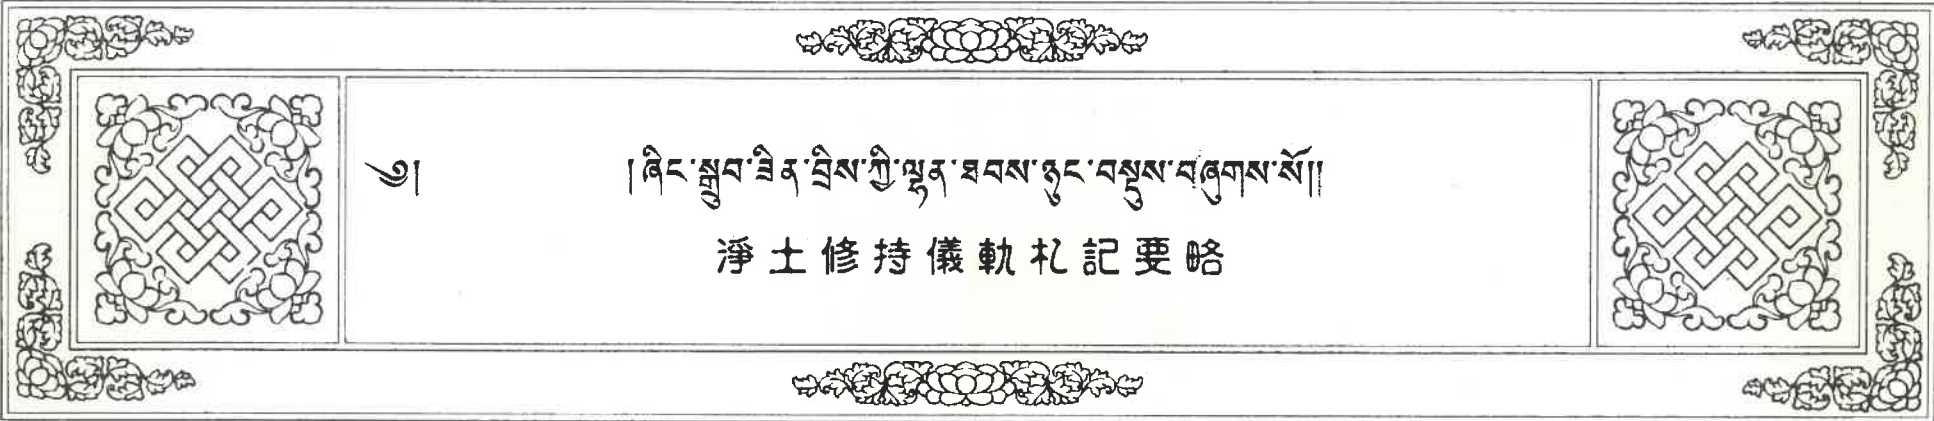 ༄། །ཞིང་སྒྲུབ་ཟིན་བྲིས་ཀྱི་ལྷན་ཐབས་ཉུང་བསྡུས་བཞུགས་སོ།།
淨土修持儀軌札記要略